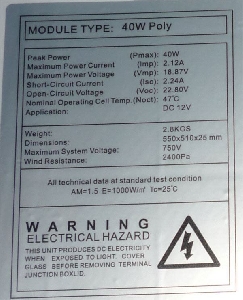 MODULE TYPE: 40W Poly
Peak Power (Pmax): 40W
Maximum Power Current (Imp): 2.12A
Maximum Power Voltage (Vmp): 18.87V
Short-Circuit Current (Isc): 2.24A
Open-Circuit Voltage (Voc): 22.80V
Nominal Operating Cell Temp.(Noct): 47℃
Application: DC 12V
Weight: 2.8KGS
Dimensions: 550x510x25 mm
Maximum System Voltage: 750V
Wind Resistance: 2400Pa
All technical data at standard test condition
AM=1.5 E=1000W/㎡ Tc=25℃
WARNING
ELECTRICAL HAZARD
THIS UNIT PRODUCES DC ELECTRICITY
WHEN EXPOSED TO LIGHT. COVER
GLASS BEFORE REMOVING TERMINAL
JUNCTION BOX LID.